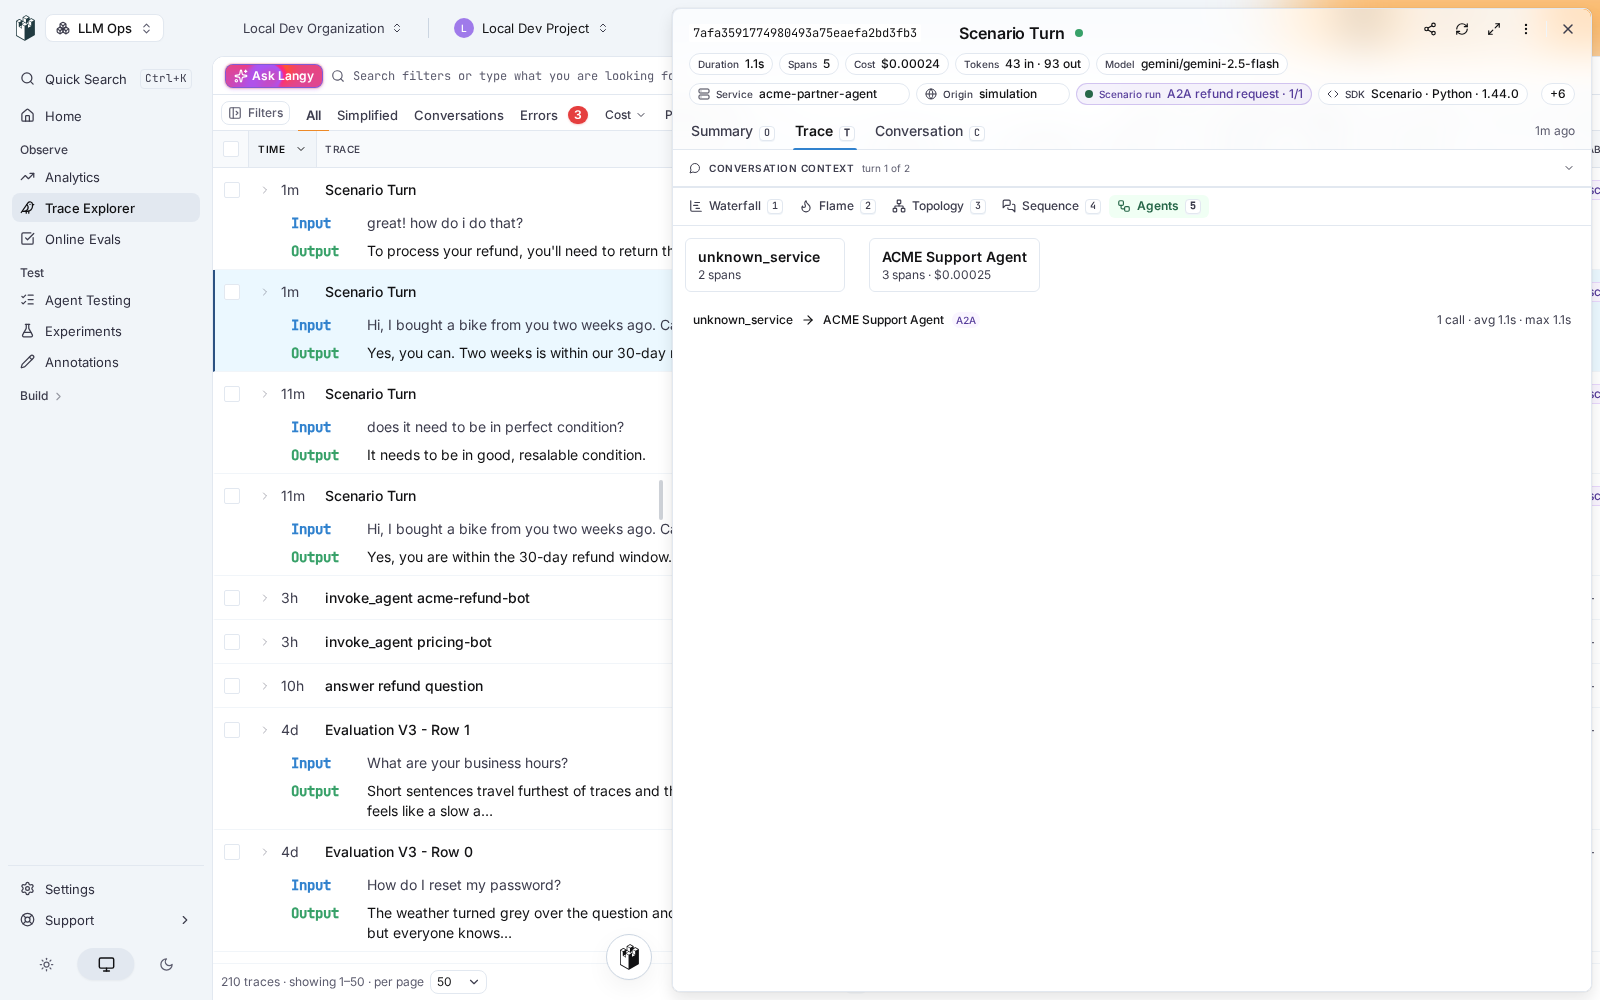 LLM Ops
Local Dev Organization
L
Local Dev Project
Quick Search
Ctrl+K
Home
Observe
Analytics
Trace Explorer
Online Evals
Test
Agent Testing
Experiments
Annotations
Build
Settings
Support
Ask Langy
Search filters or type what you are looking fo
Filters
All
Simplified
Conversations
Errors
3
Cost
P
TIME
TRACE
1m
Scenario Turn
Input
great! how do i do that?
Output
To process your refund, you'll need to return th
1m
Scenario Turn
Input
Hi, I bought a bike from you two weeks ago. Ca
Output
Yes, you can. Two weeks is within our 30-day r
11m
Scenario Turn
Input
does it need to be in perfect condition?
Output
It needs to be in good, resalable condition.
11m
Scenario Turn
Input
Hi, I bought a bike from you two weeks ago. Ca
Output
Yes, you are within the 30-day refund window.
3h
invoke_agent acme-refund-bot
3h
invoke_agent pricing-bot
10h
answer refund question
4d
Evaluation V3 - Row 1
Input
What are your business hours?
Output
Short sentences travel furthest of traces and th
feels like a slow a...
4d
Evaluation V3 - Row 0
Input
How do I reset my password?
Output
The weather turned grey over the question and
but everyone knows...
210 traces · showing 1–50 · per page
50
7afa3591774980493a75eaefa2bd3fb3
Scenario Turn
Duration 1.1s
Spans 5
Cost $0.00024
Tokens 43 in · 93 out
Model gemini/gemini-2.5-flash
Service acme-partner-agent
Origin simulation
Scenario run A2A refund request · 1/1
SDK Scenario · Python · 1.44.0
+6
Summary O
Trace T
Conversation C
1m ago
CONVERSATION CONTEXT turn 1 of 2
Waterfall 1
Flame 2
Topology 3
Sequence 4
Agents 5
unknown_service
2 spans
ACME Support Agent
3 spans · $0.00025
unknown_service → ACME Support Agent A2A
1 call · avg 1.1s · max 1.1s